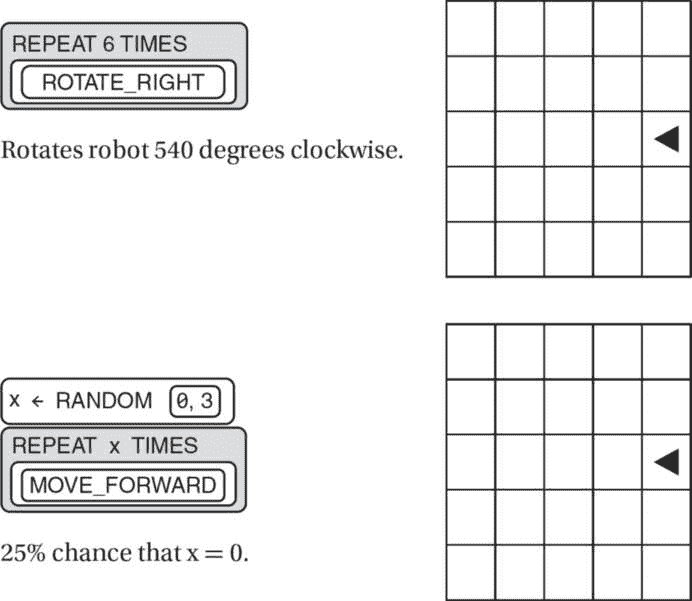 REPEAT 6 TIMES
ROTATE_RIGHT
Rotates robot 540 degrees clockwise.
x ← RANDOM 0, 3
REPEAT x TIMES
MOVE_FORWARD
25% chance that x = 0.